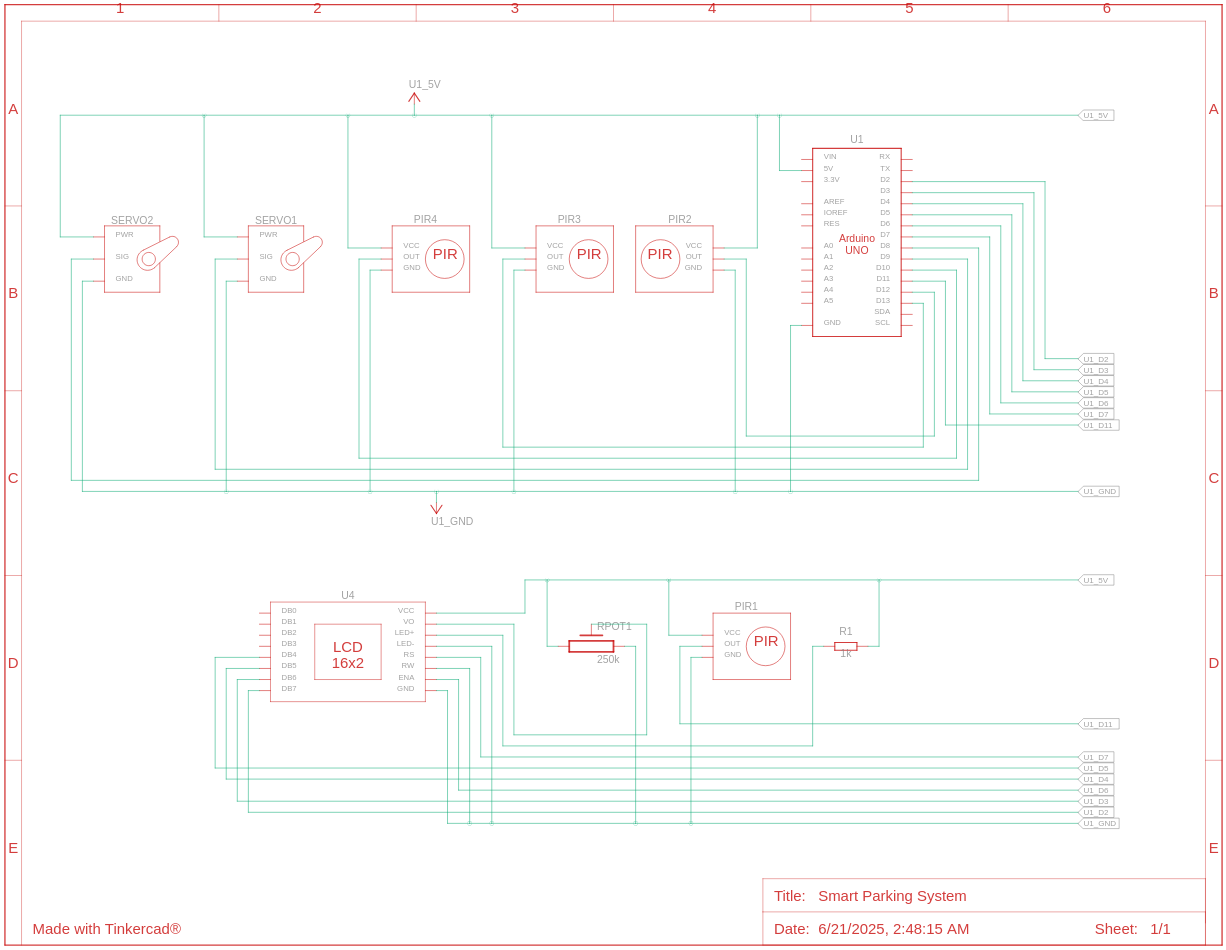 1 2 3 4 5 6
A A
U1_5V
U1_5V
U1
VIN RX
5V TX
3.3V D2
D3
AREF D4
IOREF D5
RES D6
D7
A0 D8
A1 D9
A2 D10
A3 D11
A4 D12
A5 D13
SDA
GND SCL
Arduino
UNO
B B
SERVO2
PWR
SIG
GND
SERVO1
PWR
SIG
GND
PIR4
VCC
OUT
GND
PIR
PIR3
VCC
OUT
GND
PIR
PIR2
PIR
VCC
OUT
GND
U1_D2
U1_D3
U1_D4
U1_D5
U1_D6
U1_D7
U1_D11
C C
U1_GND
U1_GND
D D
U1_5V
U4
DB0 VCC
DB1 VO
DB2 LED+
DB3 LED-
DB4 RS
DB5 RW
DB6 ENA
DB7 GND
LCD
16x2
RPOT1
250k
PIR1
VCC
OUT
GND
PIR
R1
1k
U1_D11
U1_D7
U1_D5
U1_D4
U1_D6
U1_D3
U1_D2
U1_GND
E E
Title: Smart Parking System
Made with Tinkercad®
Date: 6/21/2025, 2:48:15 AM Sheet: 1/1